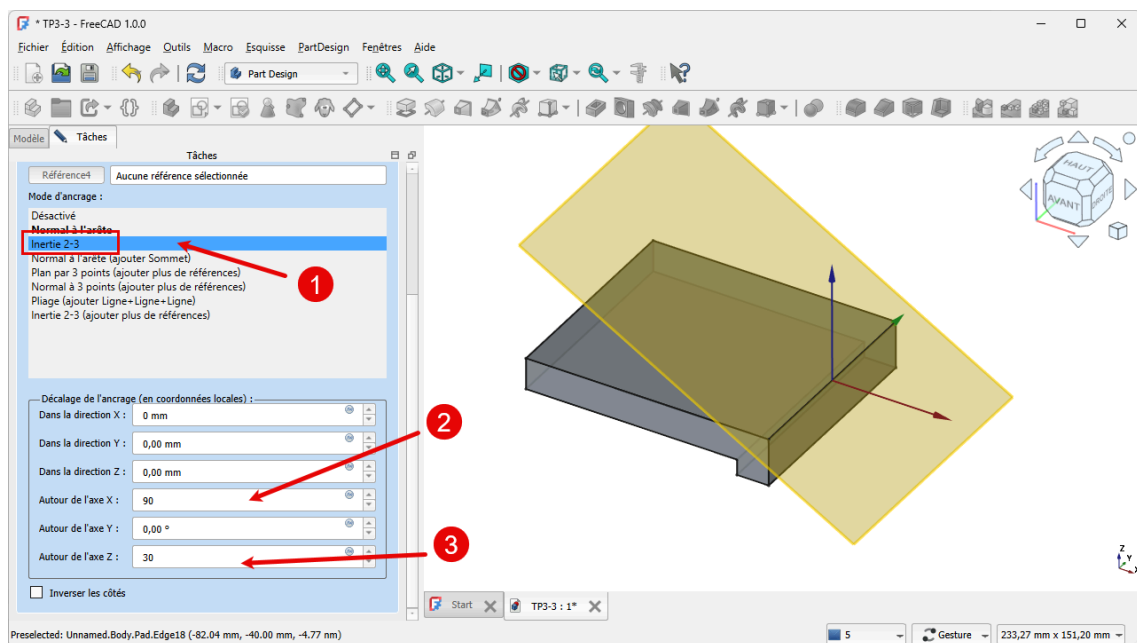 * TP3-3 - FreeCAD 1.0.0
Fichier Édition Affichage Outils Macro Esquisse PartDesign Fenêtres Aide
Part Design
Modèle Tâches
Tâches
Référence4 Aucune référence sélectionnée
Mode d'ancrage :
Désactivé
Normal à l'arête
Inertie 2-3
Normal à l'arête (ajouter Sommet)
Plan par 3 points (ajouter plus de références)
Normal à 3 points (ajouter plus de références)
Pliage (ajouter Ligne+Ligne+Ligne)
Inertie 2-3 (ajouter plus de références)
1
Décalage de l'ancrage (en coordonnées locales) :
Dans la direction X : 0 mm
2
Dans la direction Y : 0,00 mm
Dans la direction Z : 0,00 mm
Autour de l'axe X : 90
Autour de l'axe Y : 0,00 °
3
Autour de l'axe Z : 30
Inverser les côtés
HAUT
AVANT
DROITE
Z
Y
X
Start TP3-3 : 1*
Preselected: Unnamed.Body.Pad.Edge18 (-82.04 mm, -40.00 mm, -4.77 nm) 5 Gesture 233,27 mm x 151,20 mm